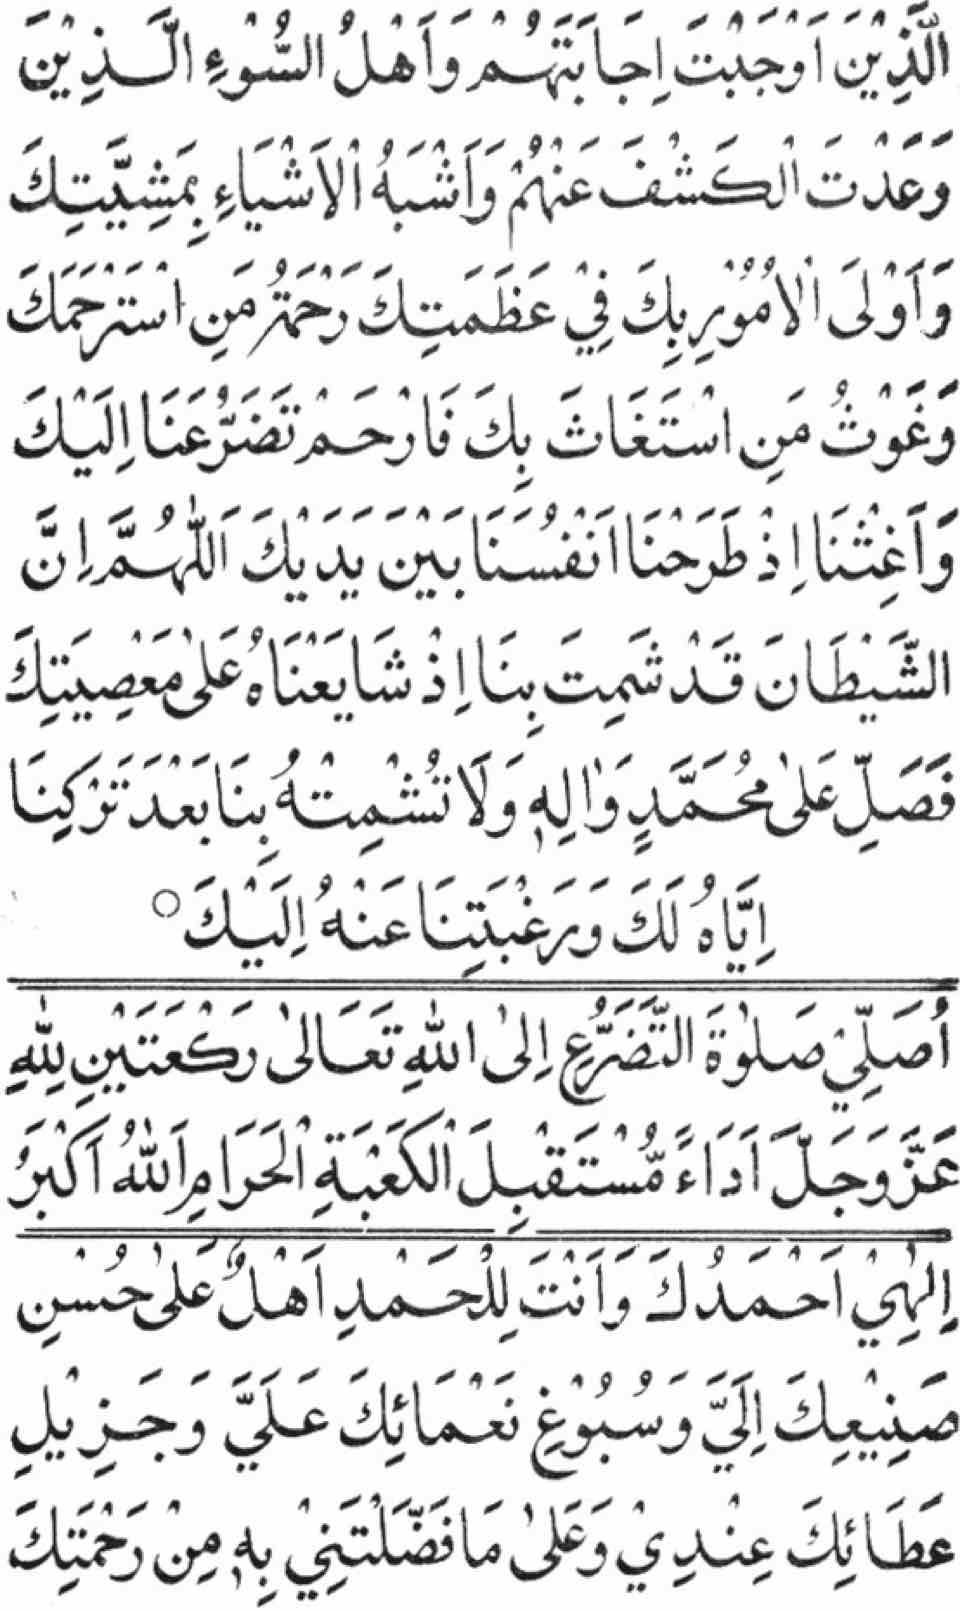 الَّذِيْنَ اَوْجَبْتَ اِجَابَتَهُمْ وَاَهْلُ السُّوْءِ الَّذِيْنَ
وَعَدْتَ الْكَشْفَ عَنْهُمْ وَاَشْبَهُ الْاَشْيَاءِ بِمَشِيَّتِكَ
وَاَوْلَى الْاُمُوْرِ بِكَ فِيْ عَظَمَتِكَ رَحْمَةُ مَنِ اسْتَرْحَمَكَ
وَغَوْثُ مَنِ اسْتَغَاثَ بِكَ فَارْحَمْ تَضَرُّعَنَا اِلَيْكَ
وَاَغِثْنَا اِذْ طَرَحْنَا اَنْفُسَنَا بَيْنَ يَدَيْكَ اَللّٰهُمَّ اِنَّ
الشَّيْطَانَ قَدْ شَمِتَ بِنَا اِذْ شَايَعْنَاهُ عَلٰى مَعْصِيَتِكَ
فَصَلِّ عَلٰى مُحَمَّدٍ وَاٰلِهٖ وَلَا تُشْمِتْهُ بِنَا بَعْدَ تَرْكِنَا
اِيَّاهُ لَكَ وَرَغْبَتِنَا عَنْهُ اِلَيْكَ ○
اُصَلِّيْ صَلٰوةَ التَّضَرُّعِ اِلَى اللّٰهِ تَعَالٰى رَكْعَتَيْنِ لِلّٰهِ
عَزَّ وَجَلَّ اَدَاءً مُّسْتَقْبِلَ الْكَعْبَةِ الْحَرَامِ اَللّٰهُ اَكْبَرُ
اِلٰهِيْ اَحْمَدُكَ وَاَنْتَ لِلْحَمْدِ اَهْلٌ عَلٰى حُسْنِ
صَنِيْعِكَ اِلَيَّ وَسُبُوْغِ نَعْمَائِكَ عَلَيَّ وَجَزِيْلِ
عَطَائِكَ عِنْدِيْ وَعَلٰى مَا فَضَّلْتَنِيْ بِهٖ مِنْ رَحْمَتِكَ